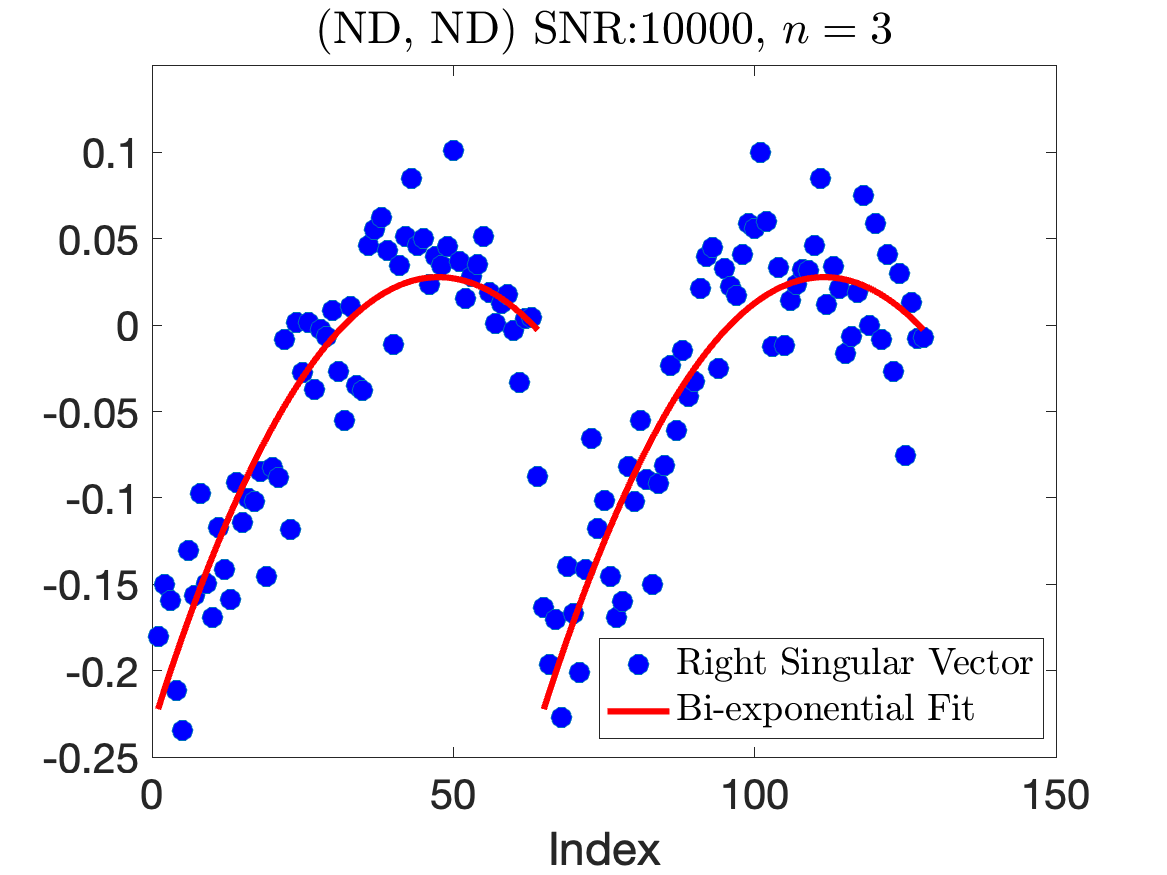 (ND, ND) SNR:10000, n = 3
0.1
0.05
0
-0.05
-0.1
-0.15
-0.2
-0.25
Right Singular Vector
Bi-exponential Fit
0 50 100 150
Index